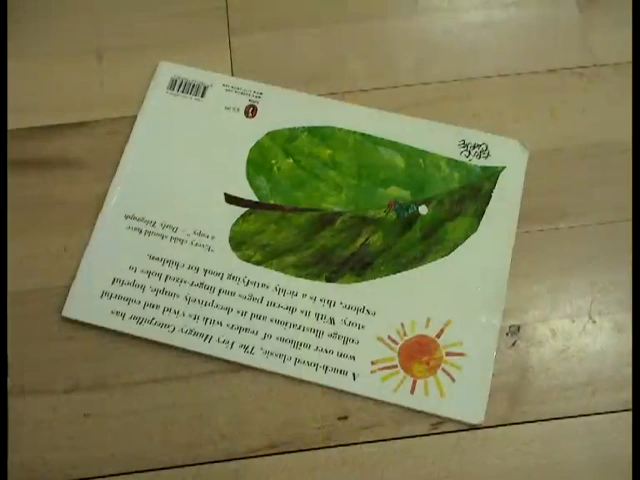 A much-loved classic, The Very Hungry Caterpillar has
won over millions of readers with its vivid and colourful
collage illustrations and its deceptively simple, hopeful
story. With its die-cut pages and finger-sized holes to
explore, this is a richly satisfying book for children.
"Every child should have
a copy" – Daily Telegraph
Eric
Carle